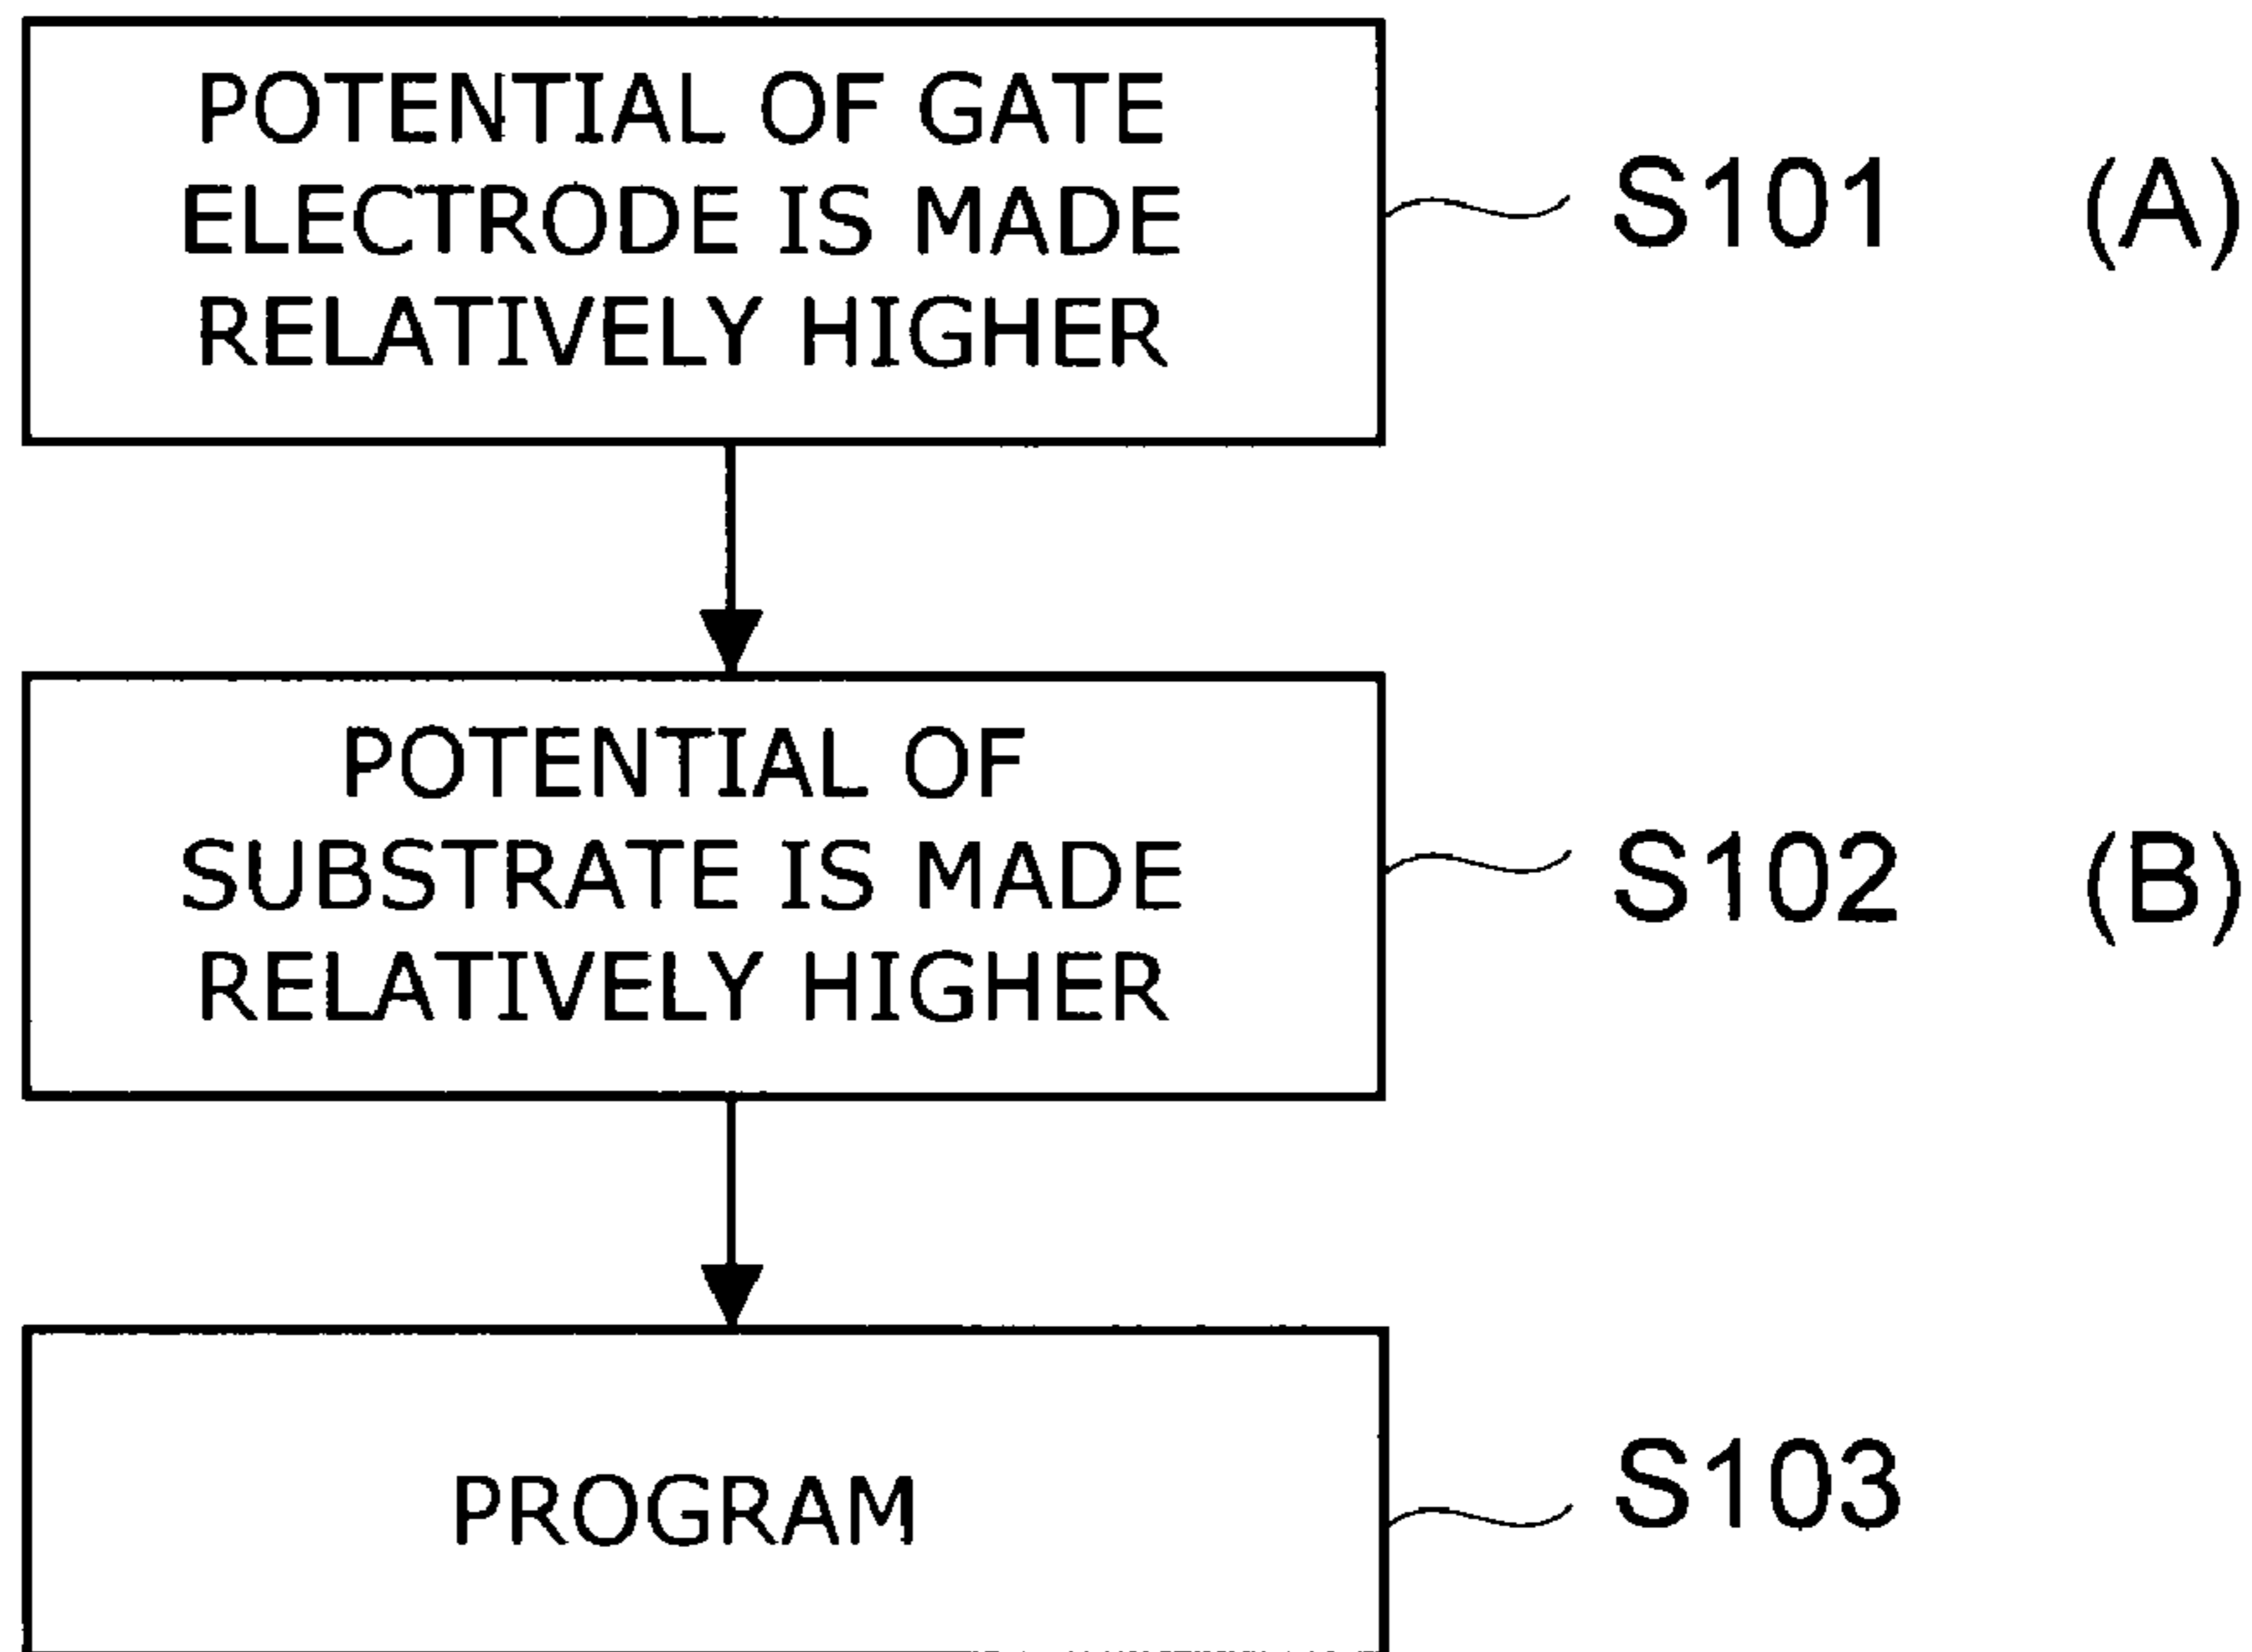 POTENTIAL OF GATE
ELECTRODE IS MADE
RELATIVELY HIGHER
S101 (A)
POTENTIAL OF
SUBSTRATE IS MADE
RELATIVELY HIGHER
S102 (B)
PROGRAM
S103